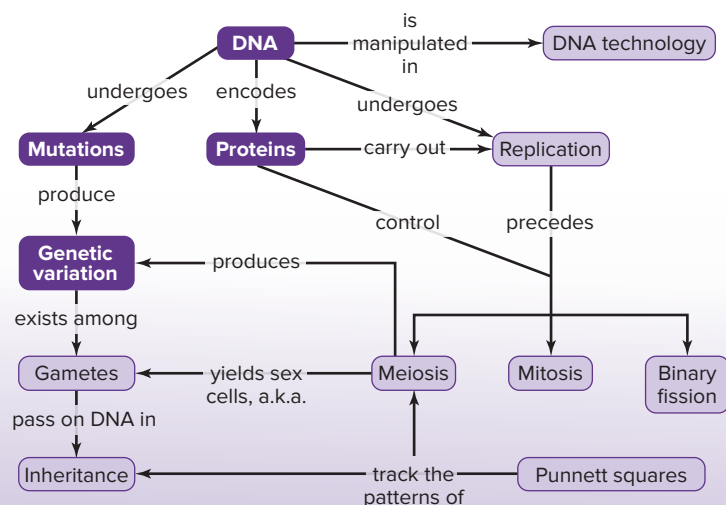 is
DNA
manipulated
DNA technology
in
undergoes
encodes
undergoes
Mutations
Proteins
carry out
Replication
produce
control
precedes
Genetic
variation
produces
exists among
Gametes
yields sex
cells, a.k.a.
Meiosis
Mitosis
Binary
fission
pass on DNA in
Inheritance
track the
patterns of
Punnett squares